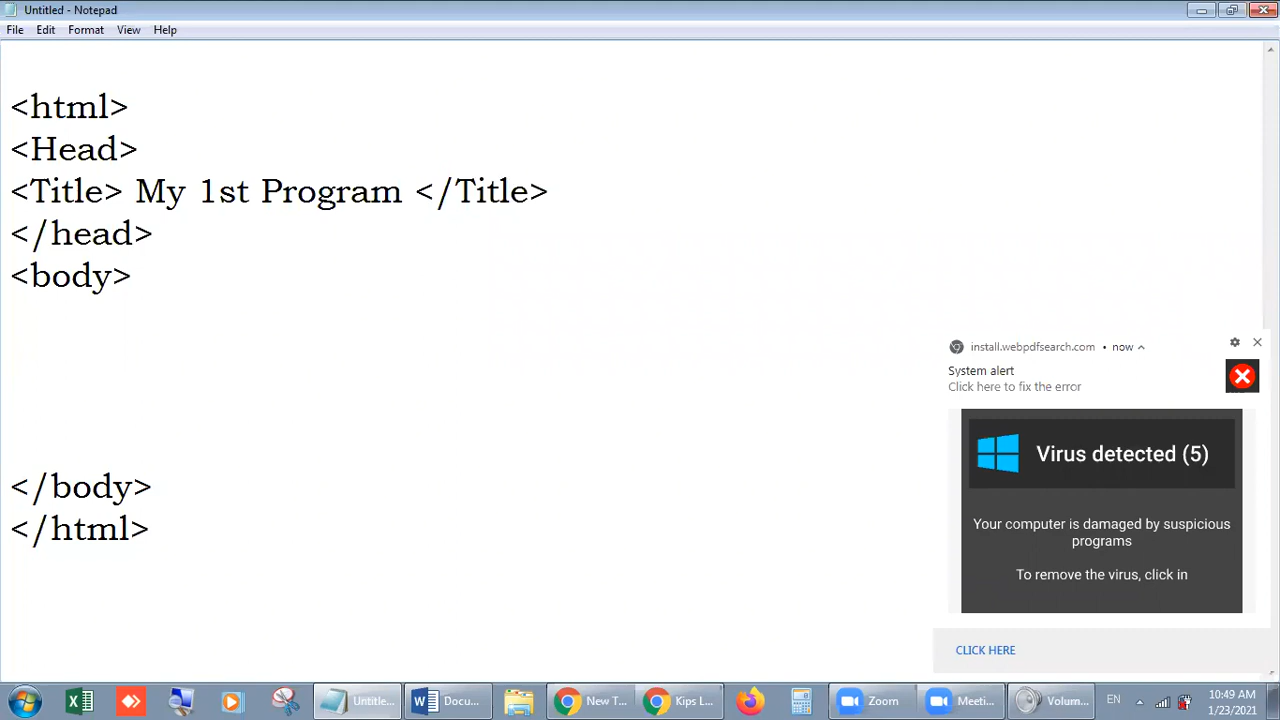 Untitled - Notepad
File Edit Format View Help
<html>
<Head>
<Title> My 1st Program </Title>
</head>
<body>
</body>
</html>
install.webpdfsearch.com • now
System alert
Click here to fix the error
Virus detected (5)
Your computer is damaged by suspicious
programs
To remove the virus, click in
CLICK HERE
Untitle... Docu... New T... Kips L... Zoom Meeti... Volum... EN
10:49 AM
1/23/2021